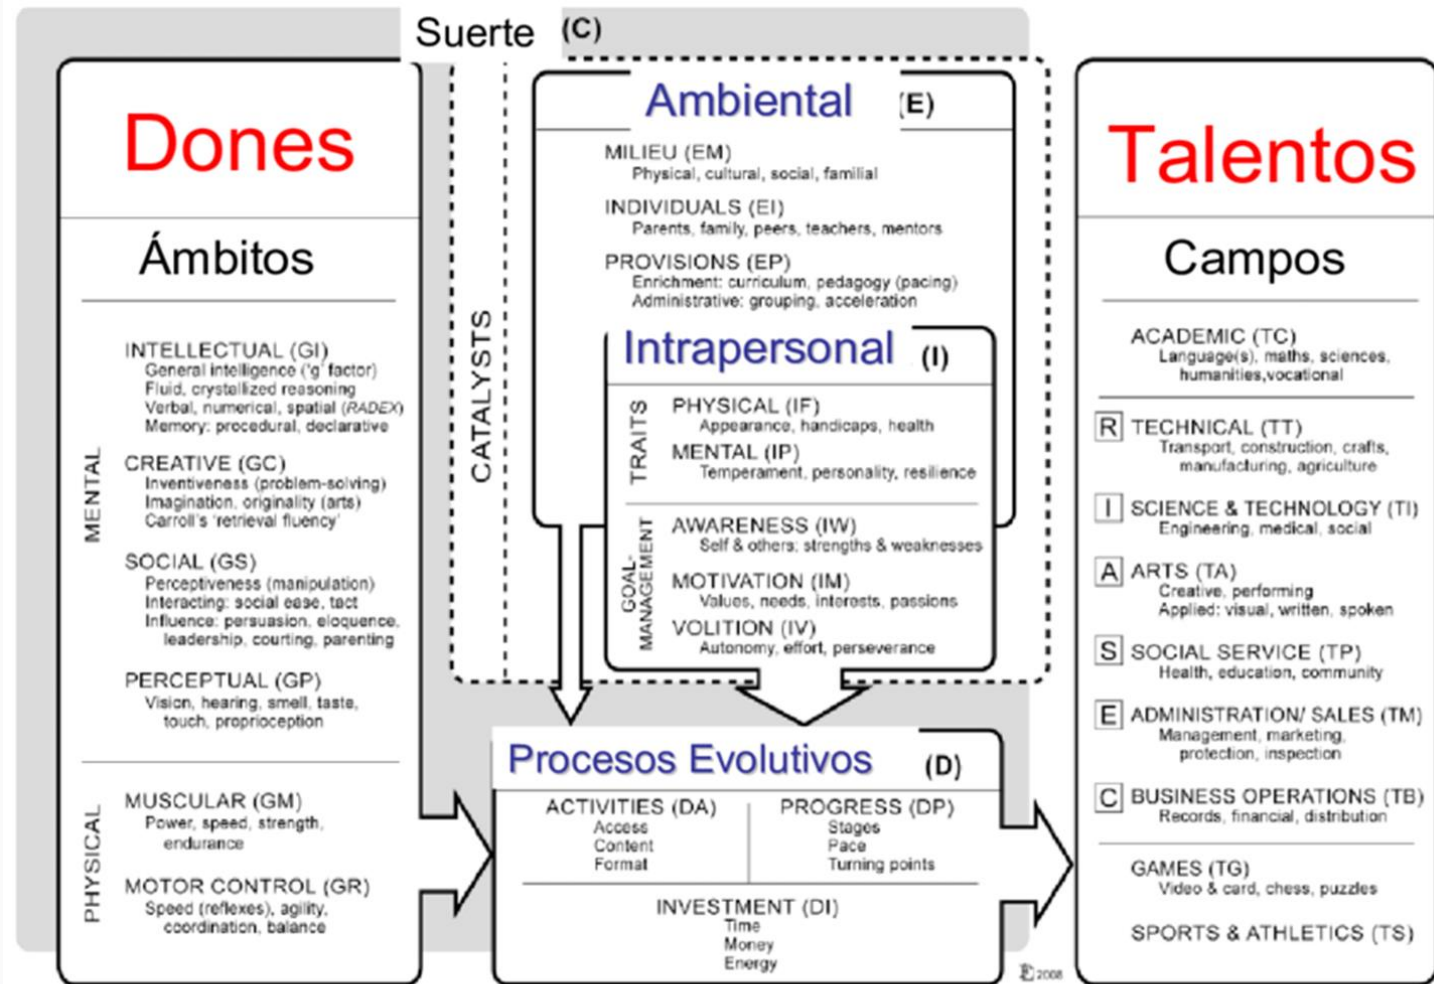 Suerte (C)
Dones
Ámbitos
MENTAL
INTELLECTUAL (GI)
General intelligence ('g' factor)
Fluid, crystallized reasoning
Verbal, numerical, spatial (RADEX)
Memory: procedural, declarative
CREATIVE (GC)
Inventiveness (problem-solving)
Imagination, originality (arts)
Carroll's 'retrieval fluency'
SOCIAL (GS)
Perceptiveness (manipulation)
Interacting: social ease, tact
Influence: persuasion, eloquence,
leadership, courting, parenting
PERCEPTUAL (GP)
Vision, hearing, smell, taste,
touch, proprioception
PHYSICAL
MUSCULAR (GM)
Power, speed, strength,
endurance
MOTOR CONTROL (GR)
Speed (reflexes), agility,
coordination, balance
CATALYSTS
Ambiental (E)
MILIEU (EM)
Physical, cultural, social, familial
INDIVIDUALS (EI)
Parents, family, peers, teachers, mentors
PROVISIONS (EP)
Enrichment: curriculum, pedagogy (pacing)
Administrative: grouping, acceleration
Intrapersonal (I)
TRAITS
PHYSICAL (IF)
Appearance, handicaps, health
MENTAL (IP)
Temperament, personality, resilience
GOAL-
MANAGEMENT
AWARENESS (IW)
Self & others: strengths & weaknesses
MOTIVATION (IM)
Values, needs, interests, passions
VOLITION (IV)
Autonomy, effort, perseverance
Procesos Evolutivos (D)
ACTIVITIES (DA)
Access
Content
Format
PROGRESS (DP)
Stages
Pace
Turning points
INVESTMENT (DI)
Time
Money
Energy
2008
Talentos
Campos
ACADEMIC (TC)
Language(s), maths, sciences,
humanities,vocational
R TECHNICAL (TT)
Transport, construction, crafts,
manufacturing, agriculture
I SCIENCE & TECHNOLOGY (TI)
Engineering, medical, social
A ARTS (TA)
Creative, performing
Applied: visual, written, spoken
S SOCIAL SERVICE (TP)
Health, education, community
E ADMINISTRATION/ SALES (TM)
Management, marketing,
protection, inspection
C BUSINESS OPERATIONS (TB)
Records, financial, distribution
GAMES (TG)
Video & card, chess, puzzles
SPORTS & ATHLETICS (TS)